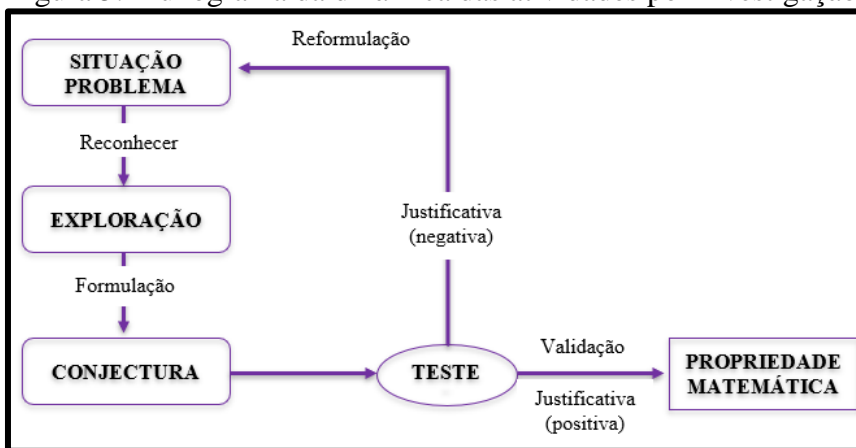 Reformulação
SITUAÇÃO
PROBLEMA
Reconhecer
EXPLORAÇÃO
Justificativa
(negativa)
Formulação
CONJECTURA
TESTE
Validação
Justificativa
(positiva)
PROPRIEDADE
MATEMÁTICA